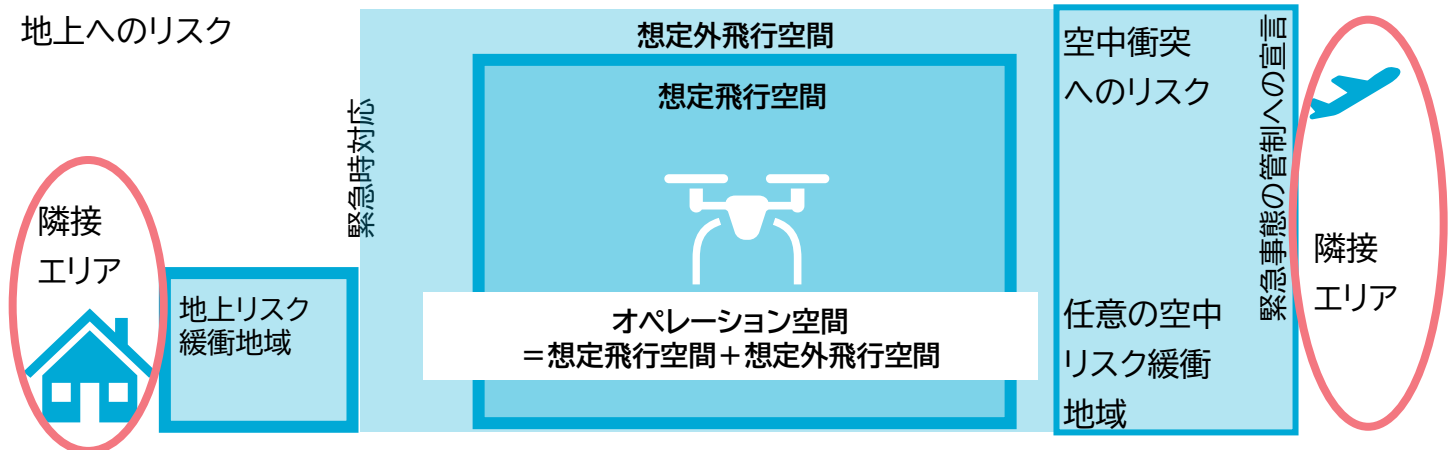 地上へのリスク
隣接
エリア
地上リスク
緩衝地域
緊急時対応
想定外飛行空間
想定飛行空間
オペレーション空間
＝想定飛行空間＋想定外飛行空間
空中衝突
へのリスク
任意の空中
リスク緩衝
地域
緊急事態の管制への宣言
隣接
エリア